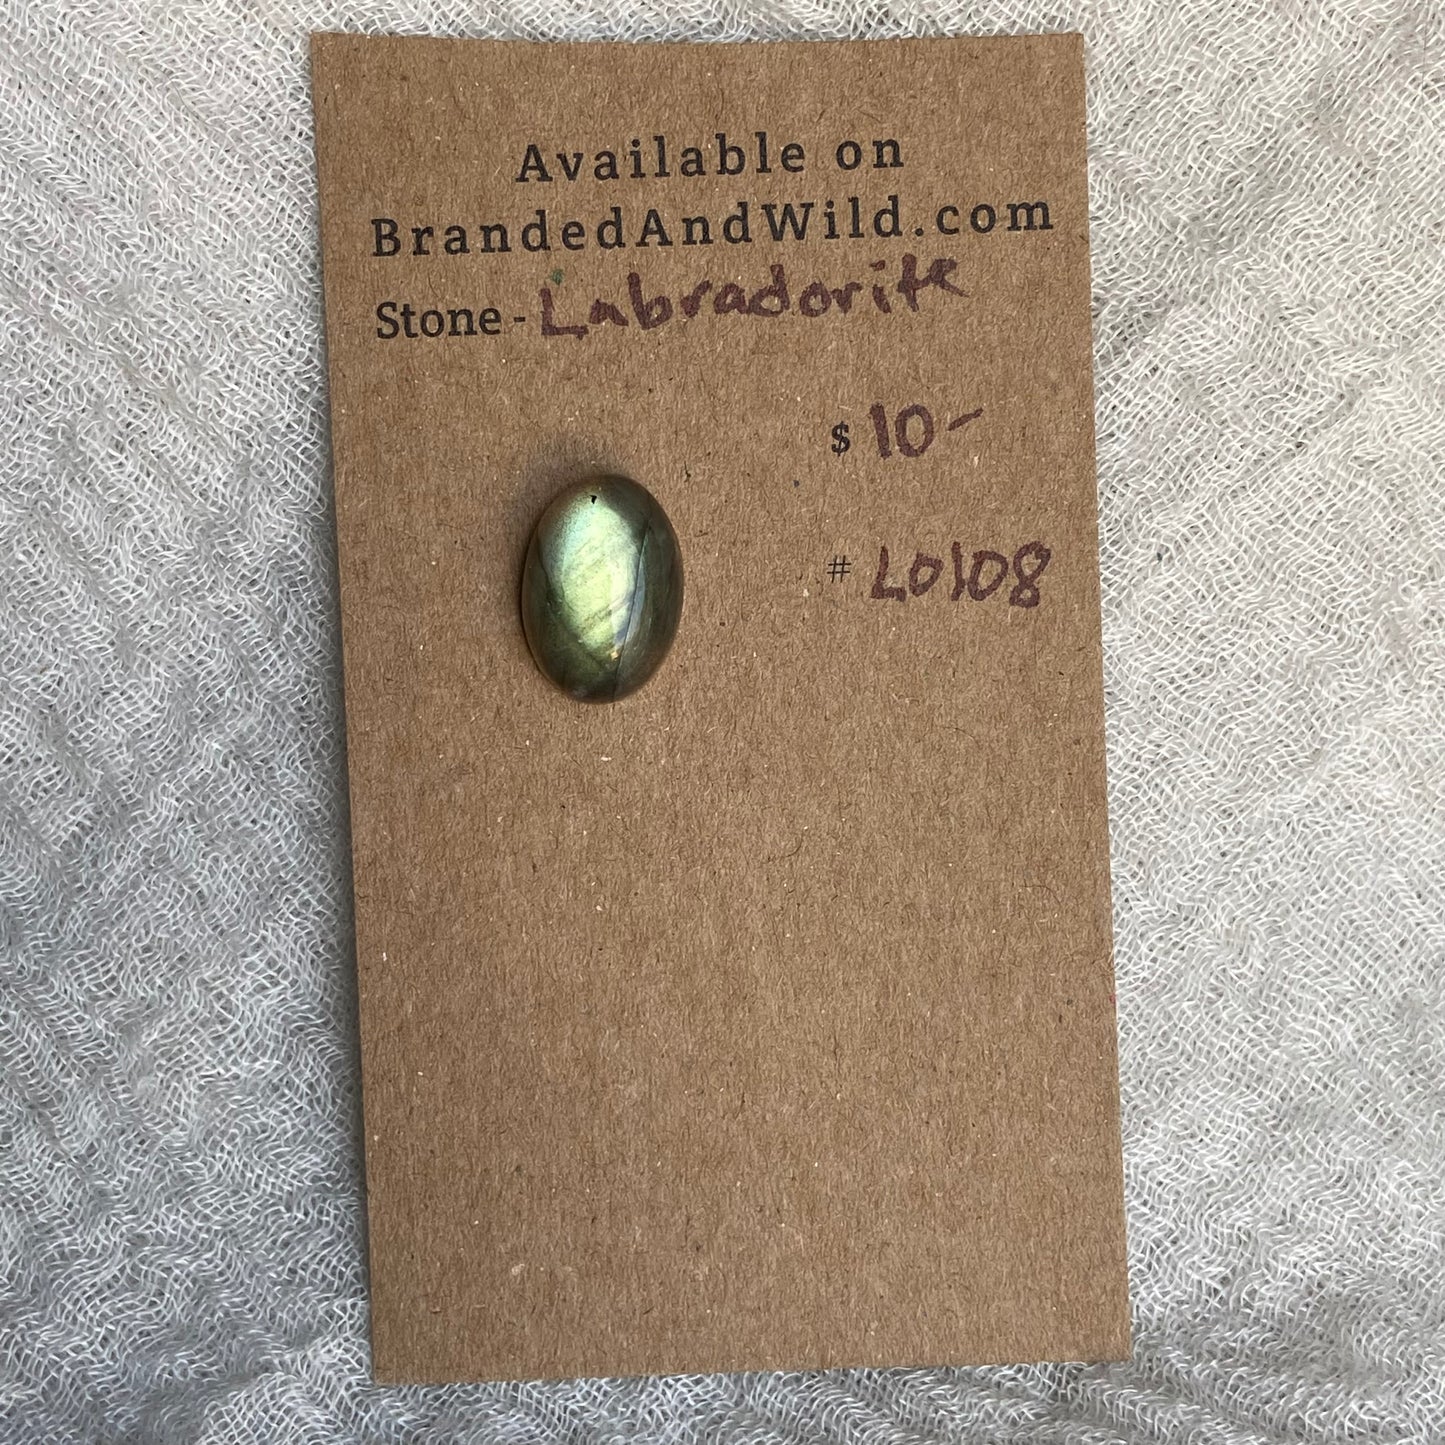 Available on
BrandedAndWild.com
Stone - Labradorite
$ 10-
# L0108